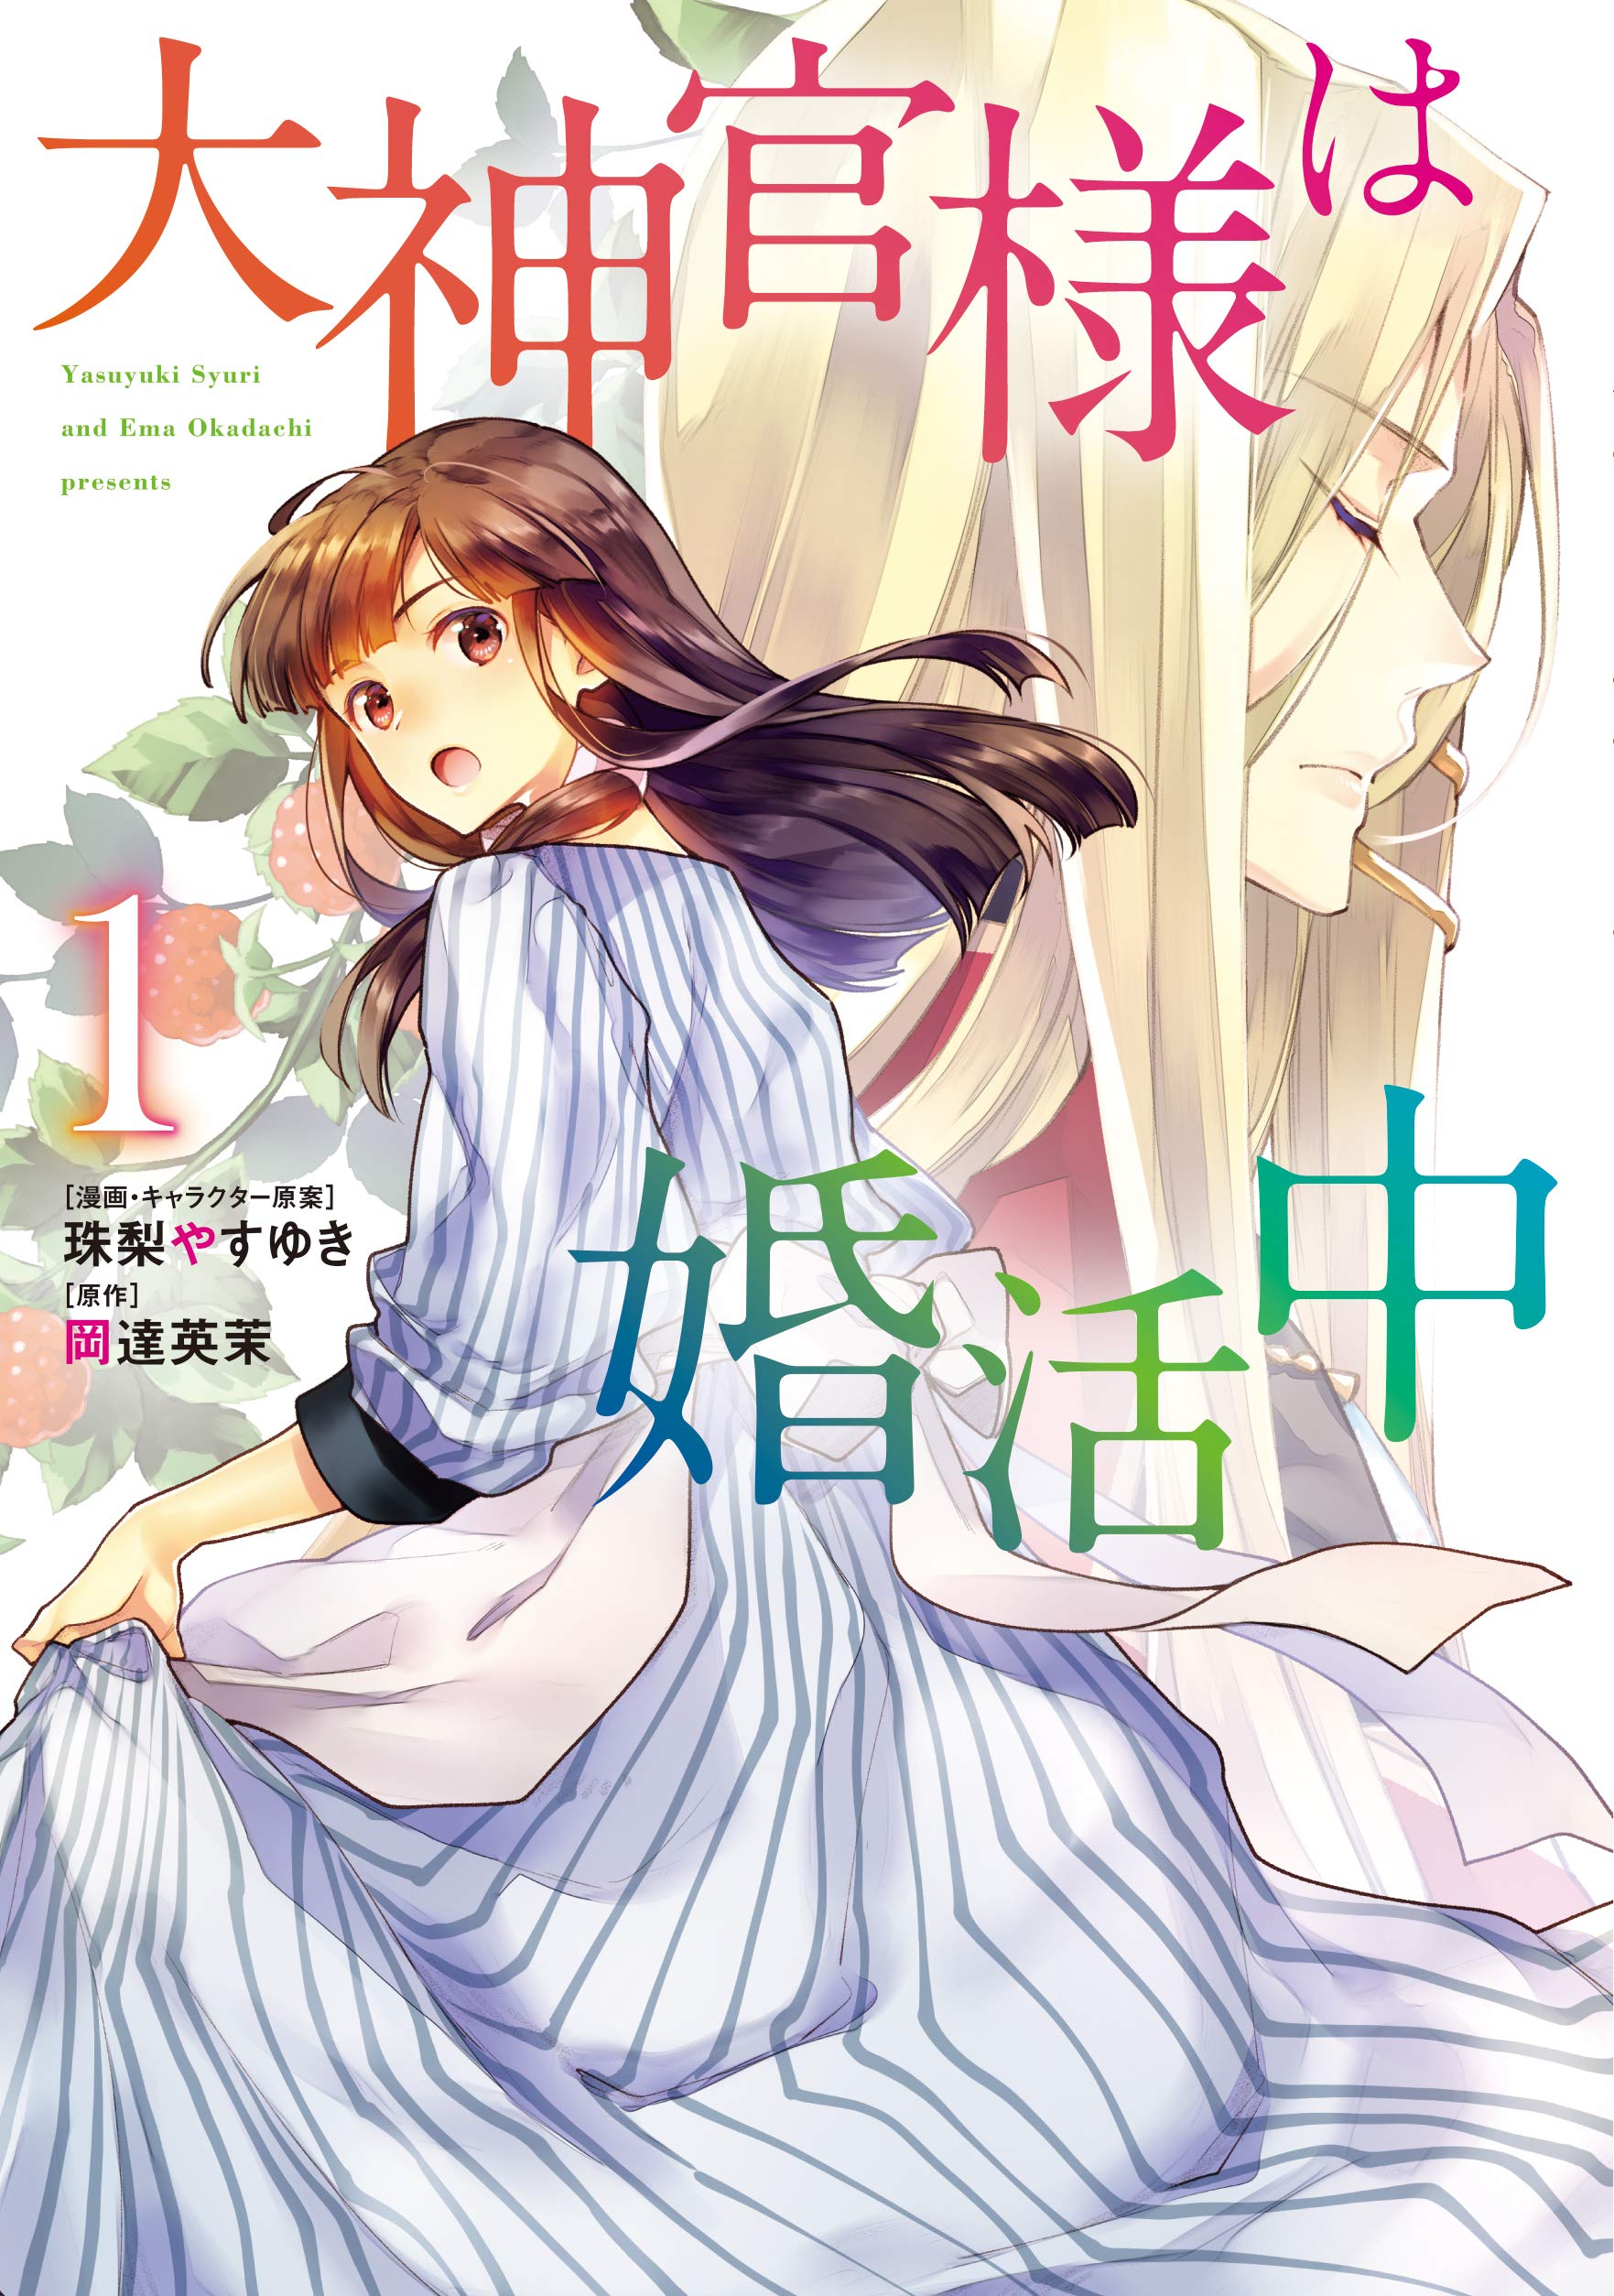 大神官様は
Yasuyuki Syuri
and Ema Okadachi
presents
1
[漫画・キャラクター原案]
珠梨やすゆき
[原作]
岡達英茉
婚活中